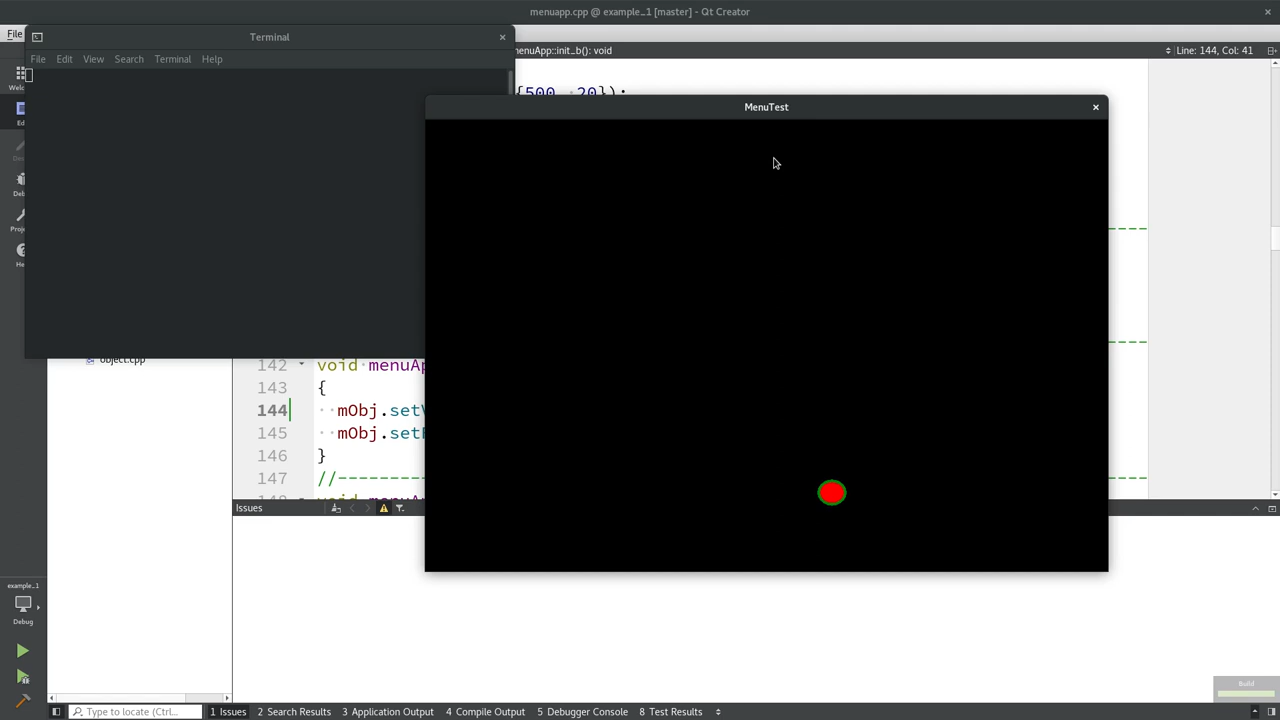 menuapp.cpp @ example_1 [master] - Qt Creator
File
Terminal
File Edit View Search Terminal Help
menuApp::init_b(): void
Line: 144, Col: 41
{500, 20});
MenuTest
object.cpp
142 void menuAp
143 {
144 mObj.set
145 mObj.set
146 }
147 //--------
Issues
example_1
Debug
Build
Type to locate (Ctrl...
1 Issues 2 Search Results 3 Application Output 4 Compile Output 5 Debugger Console 8 Test Results